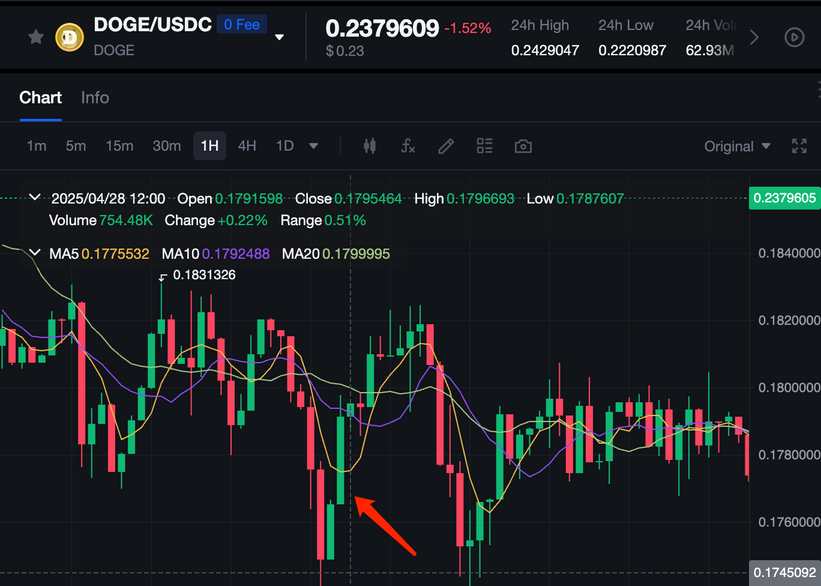 DOGE/USDC 0 Fee
DOGE
0.2379609 -1.52%
$ 0.23
24h High
0.2429047
24h Low
0.2220987
24h Volu
62.93M
Chart Info
1m 5m 15m 30m 1H 4H 1D
Original
2025/04/28 12:00 Open 0.1791598 Close 0.1795464 High 0.1796693 Low 0.1787607
Volume 754.48K Change +0.22% Range 0.51%
MA5 0.1775532 MA10 0.1792488 MA20 0.1799995
0.1831326
0.2379605
0.1840000
0.1820000
0.1800000
0.1780000
0.1760000
0.1745092